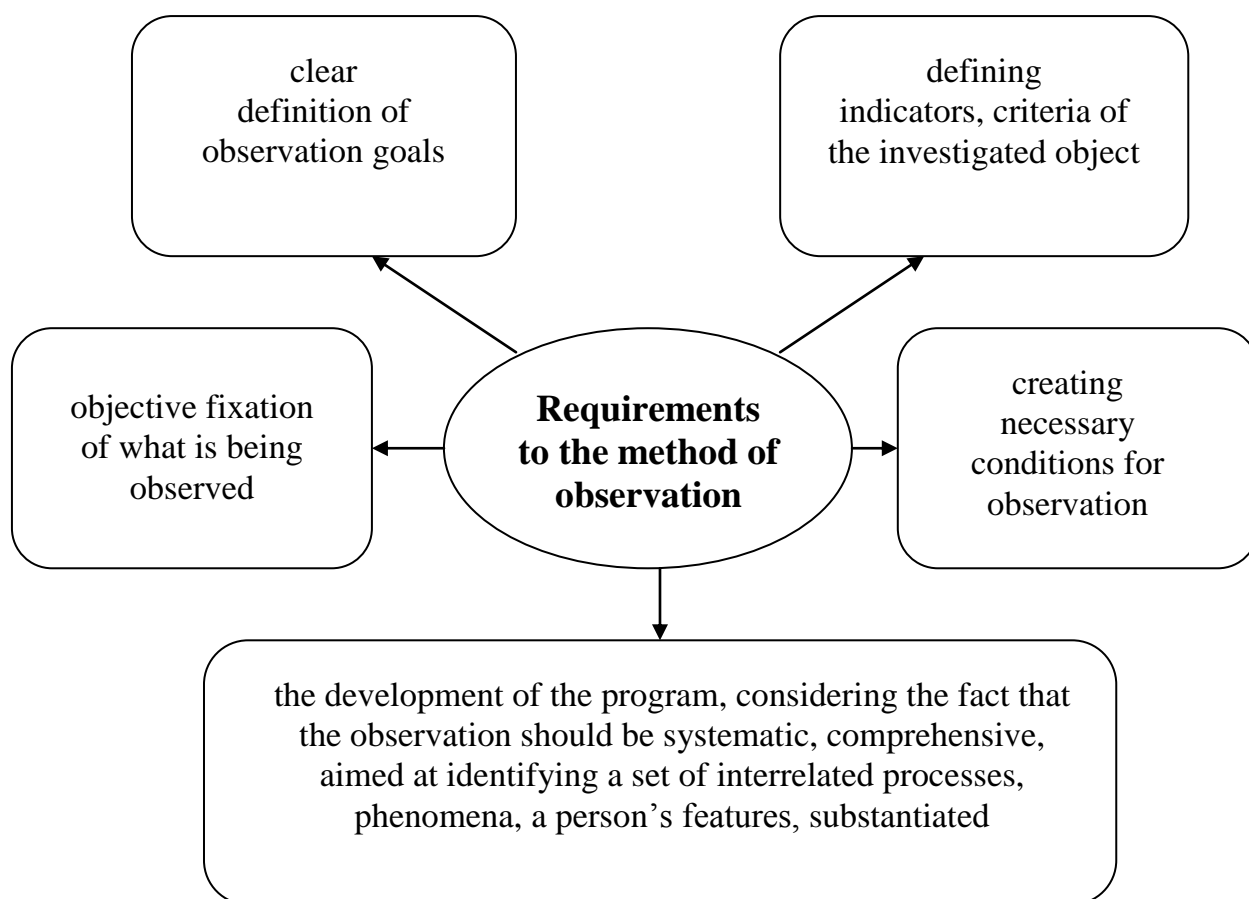 clear
definition of
observation goals
defining
indicators, criteria of
the investigated object
objective fixation
of what is being
observed
Requirements
to the method of
observation
creating
necessary
conditions for
observation
the development of the program, considering the fact that
the observation should be systematic, comprehensive,
aimed at identifying a set of interrelated processes,
phenomena, a person’s features, substantiated